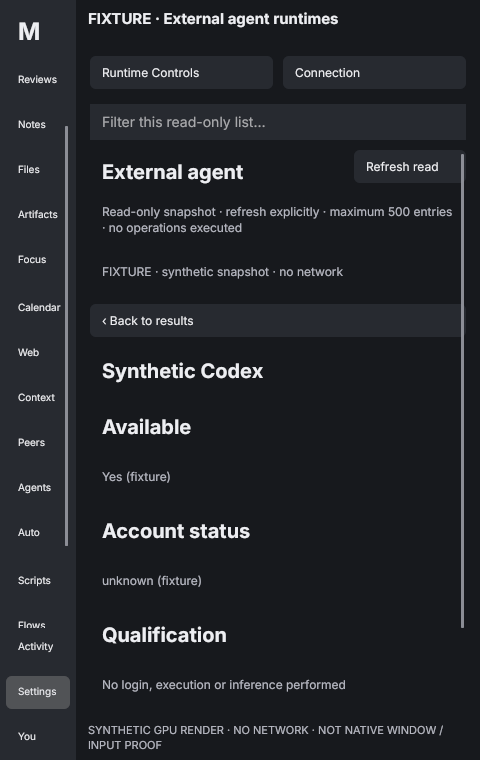 M
Reviews
Notes
Files
Artifacts
Focus
Calendar
Web
Context
Peers
Agents
Auto
Scripts
Flows
Activity
Settings
You
FIXTURE · External agent runtimes
Runtime Controls
Connection
Filter this read-only list...
External agent
Refresh read
Read-only snapshot · refresh explicitly · maximum 500 entries
· no operations executed
FIXTURE · synthetic snapshot · no network
‹ Back to results
Synthetic Codex
Available
Yes (fixture)
Account status
unknown (fixture)
Qualification
No login, execution or inference performed
SYNTHETIC GPU RENDER · NO NETWORK · NOT NATIVE WINDOW /
INPUT PROOF